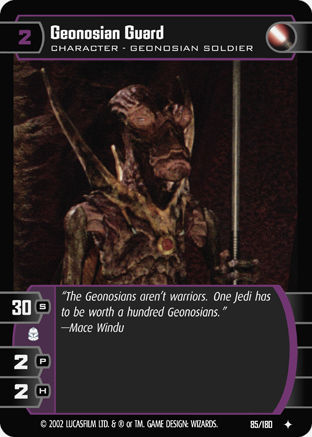 2 Geonosian Guard
CHARACTER - GEONOSIAN SOLDIER
30 S
2 P
2 H
“The Geonosians aren’t warriors. One Jedi has
to be worth a hundred Geonosians.”
—Mace Windu
© 2002 LUCASFILM LTD. & ® or TM. GAME DESIGN: WIZARDS. 85/180